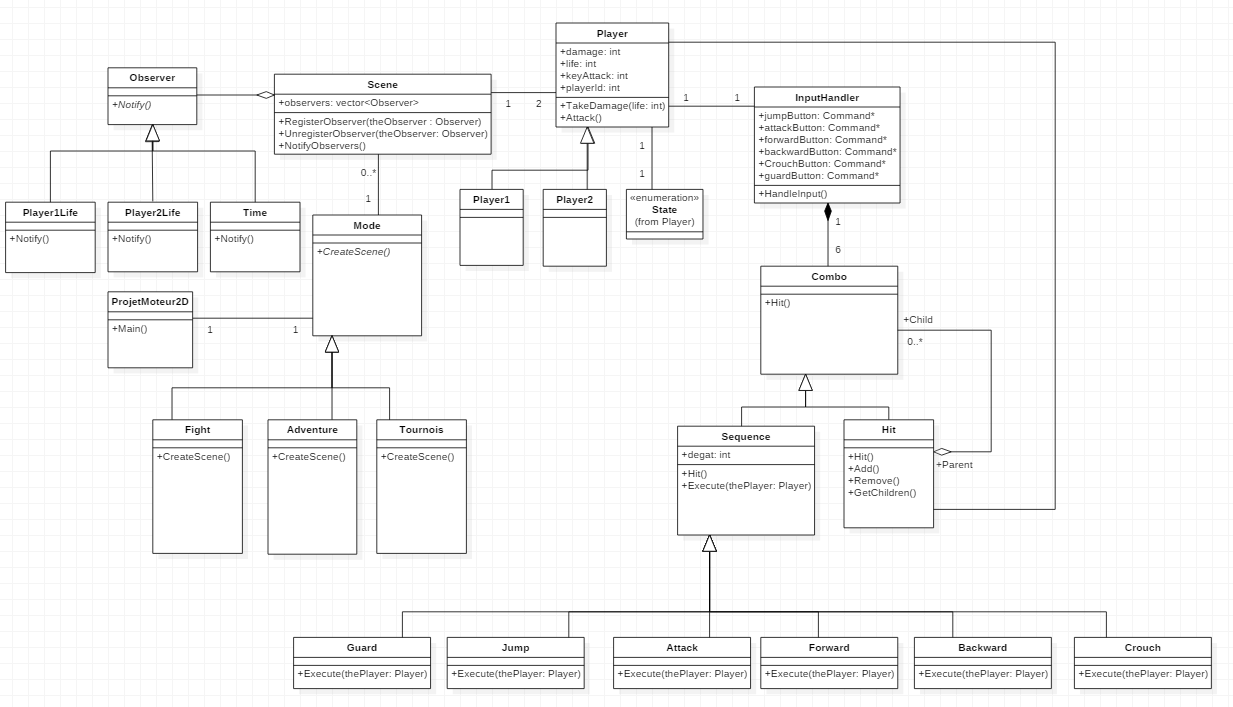 Player
+damage: int
+life: int
+keyAttack: int
+playerId: int
+TakeDamage(life: int)
+Attack()
Observer
+Notify()
Scene
+observers: vector<Observer>
+RegisterObserver(theObserver : Observer)
+UnregisterObserver(theObserver: Observer)
+NotifyObservers()
1
2
1
1
InputHandler
+jumpButton: Command*
+attackButton: Command*
+forwardButton: Command*
+backwardButton: Command*
+CrouchButton: Command*
+guardButton: Command*
+HandleInput()
0..*
1
1
1
Player1Life
+Notify()
Player2Life
+Notify()
Time
+Notify()
Mode
+CreateScene()
Player1
Player2
«enumeration»
State
(from Player)
1
6
ProjetMoteur2D
+Main()
1
1
Combo
+Hit()
+Child
0..*
Fight
+CreateScene()
Adventure
+CreateScene()
Tournois
+CreateScene()
Sequence
+degat: int
+Hit()
+Execute(thePlayer: Player)
Hit
+Hit()
+Add()
+Remove()
+GetChildren()
+Parent
Guard
+Execute(thePlayer: Player)
Jump
+Execute(thePlayer: Player)
Attack
+Execute(thePlayer: Player)
Forward
+Execute(thePlayer: Player)
Backward
+Execute(thePlayer: Player)
Crouch
+Execute(thePlayer: Player)